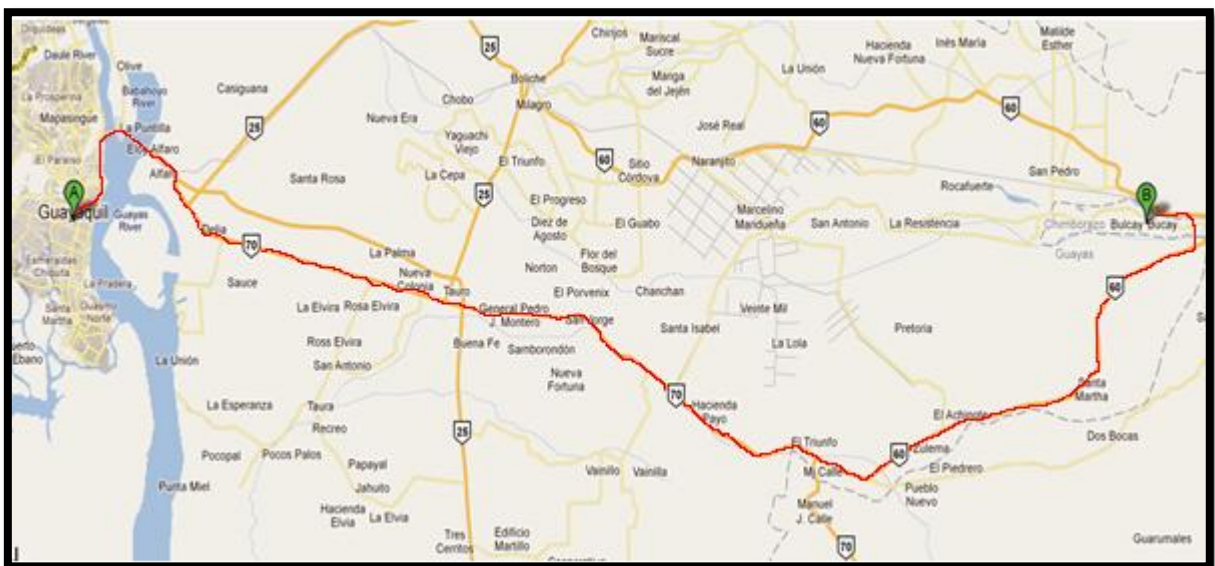 Daule River
Olive
La Prosperina
Babahoyo
River
Mapasingue
Casiguana
25
Chirijos
Mariscal
Sucre
Hacienda
Nueva Fortuna
Inés María
Matilde
Esther
La Unión
Manga
del Jején
Boliche
Chobo
Milagro
25
Nueva Era
Yaguachi
Viejo
60
José Real
60
60
La Puntilla
Eloy Alfaro
El Paraiso
Alfaro
El Triunfo
La Cepa
Sitio
Córdova
Naranjito
San Pedro
Rocafuerte
Santa Rosa
25
A
Guayaquil
Guayas
River
El Progreso
Diez de
Agosto
El Guabo
Marcelino
Maridueña
San Antonio
La Resistencia
Chimborazo
B
Bulcay
Bucay
Guayas
Delia
70
La Palma
Esmeraldas
Chiquita
Sauce
Nueva
Colonia
Tauro
Norton
Flor del
Bosque
El Porvenix
Chanchan
60
La Pradera
Santa
Martha
Guasmo
Norte
La Elvira
Rosa Elvira
General Pedro
J. Montero
San Jorge
Veinte Mil
Santa Isabel
Pretoria
La Lola
Ebano
La Unión
Ross Elvira
San Antonio
Buena Fe
Samborondón
Nueva
Fortuna
70
Hacienda
Payo
Santa
Martha
El Achiote
La Esperanza
Taura
Recreo
25
Dos Bocas
Pocopal
Pocos Palos
El Triunfo
60
Zulema
Papayal
Jahuito
Vainillo
Vainilla
Mj Calle
El Piedrero
Punta Miel
Pueblo
Nuevo
Hacienda
Elvia
La Elvia
Manuel
J. Calle
Tres
Cerritos
Edificio
Martillo
70
Guarumales